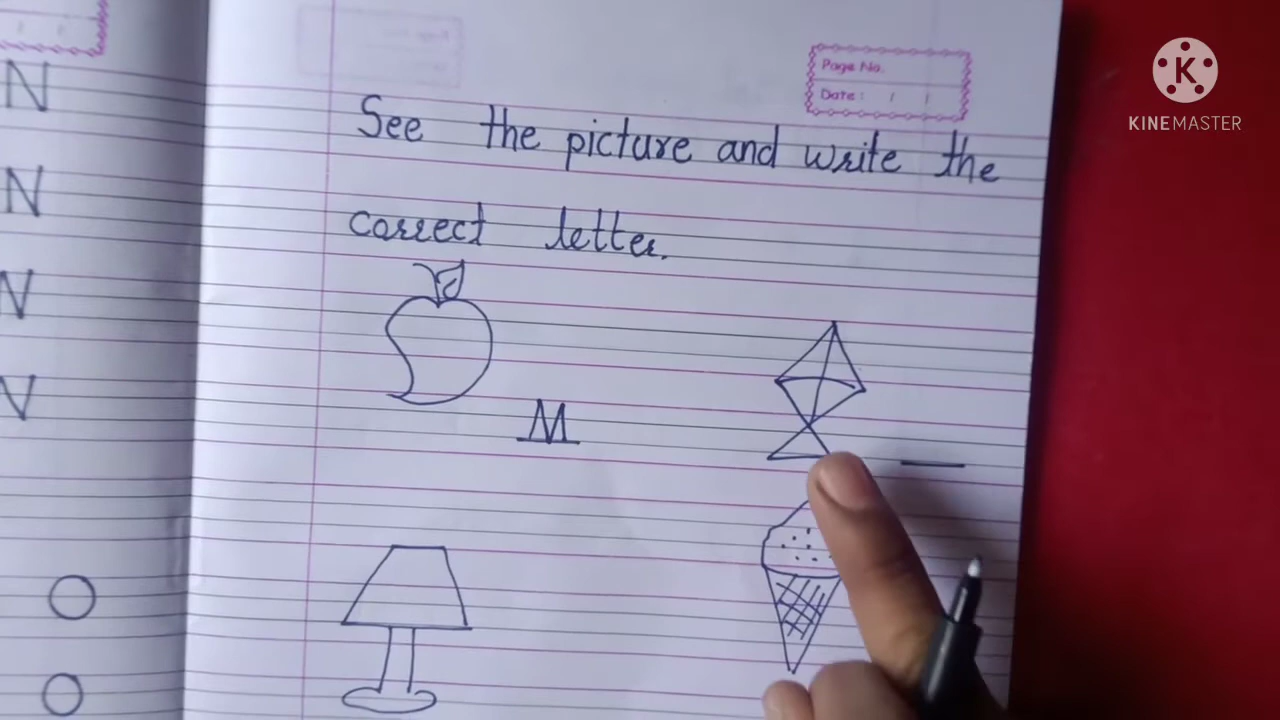 N
N
N
N
O
O
Page No.
Date: / /
See the picture and write the
correct letter.
M
K
KINEMASTER